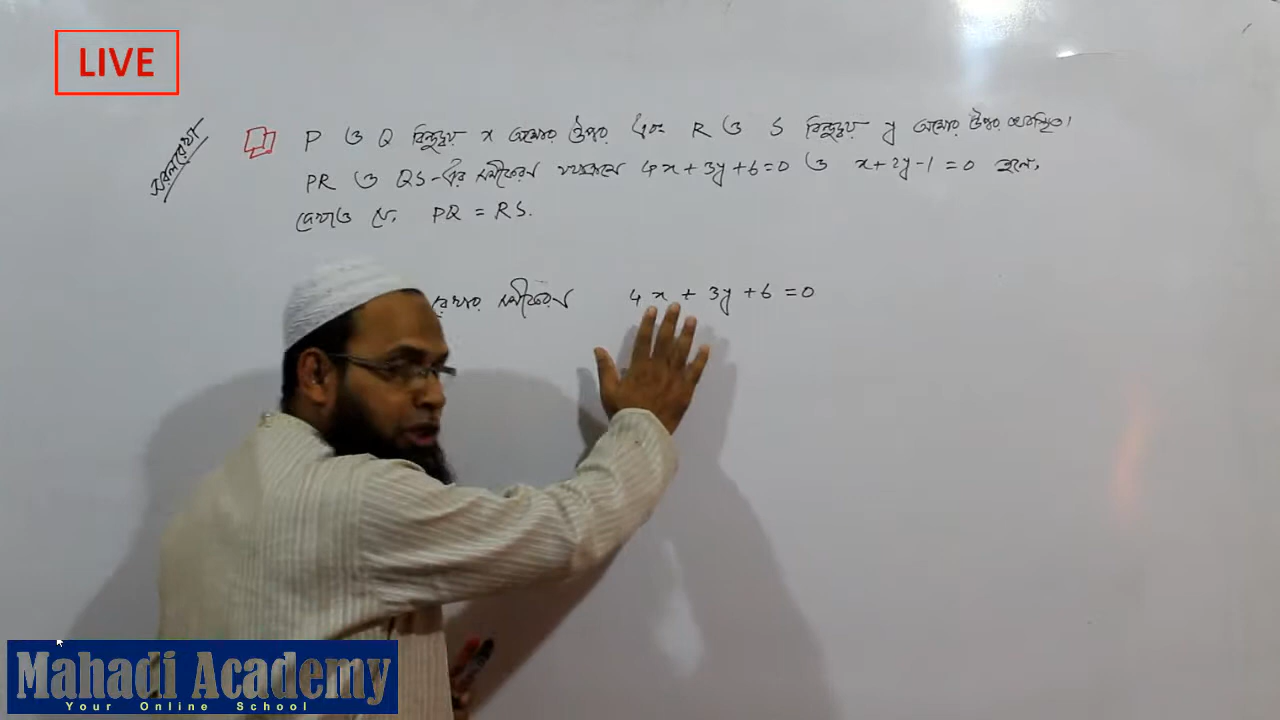 LIVE
সরলরেখা
P ও Q বিন্দুদ্বয় x অক্ষের উপর এবং R ও S বিন্দুদ্বয় y অক্ষের উপর অবস্থিত।
PR ও QS-এর সমীকরণ যথাক্রমে 4x + 3y + 6 = 0 ও x + 2y - 1 = 0 হলে,
দেখাও যে, PQ = RS.
রেখার সমীকরণ 4x + 3y + 6 = 0
Mahadi Academy
Your Online School